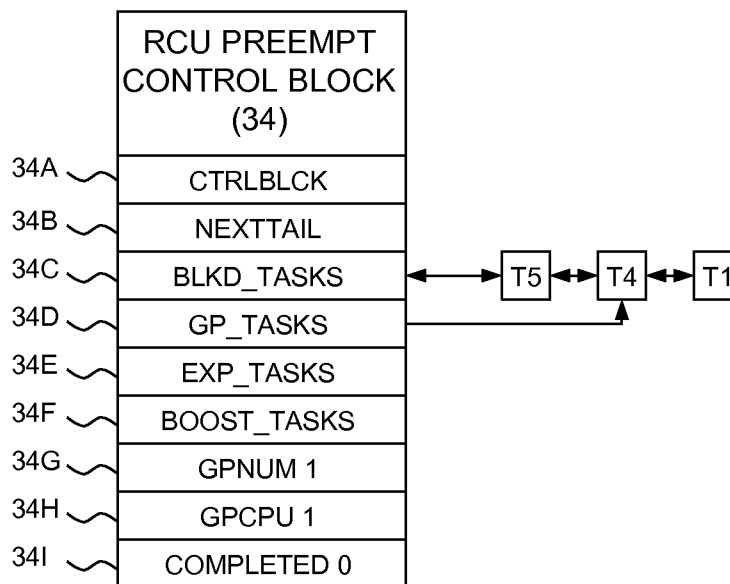 RCU PREEMPT
CONTROL BLOCK
(34)
34A CTRLBLCK
34B NEXTTAIL
34C BLKD_TASKS T5 T4 T1
34D GP_TASKS
34E EXP_TASKS
34F BOOST_TASKS
34G GPNUM 1
34H GPCPU 1
34I COMPLETED 0